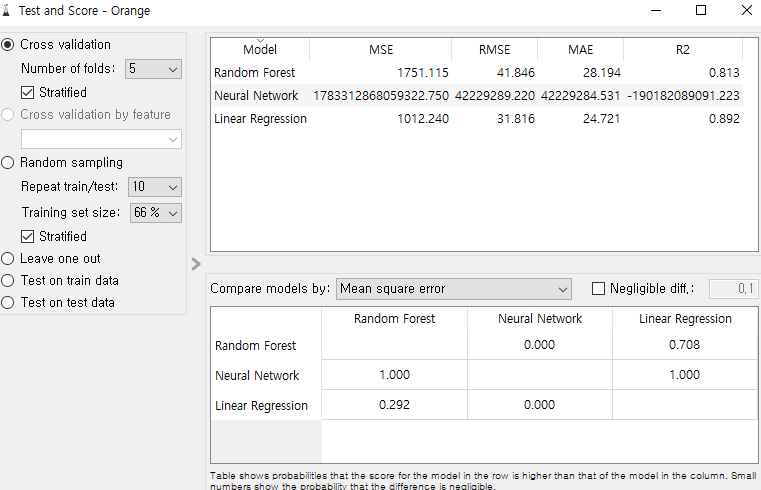 Test and Score - Orange
Cross validation
Number of folds: 5
Stratified
Cross validation by feature
Random sampling
Repeat train/test: 10
Training set size: 66 %
Stratified
Leave one out
Test on train data
Test on test data
Model MSE RMSE MAE R2
Random Forest 1751.115 41.846 28.194 0.813
Neural Network 1783312868059322.750 42229289.220 42229284.531 -190182089091.223
Linear Regression 1012.240 31.816 24.721 0.892
Compare models by: Mean square error Negligible diff.: 0,1
Random Forest Neural Network Linear Regression
Random Forest 0.000 0.708
Neural Network 1.000 1.000
Linear Regression 0.292 0.000
Table shows probabilities that the score for the model in the row is higher than that of the model in the column. Small
numbers show the probability that the difference is negligible.